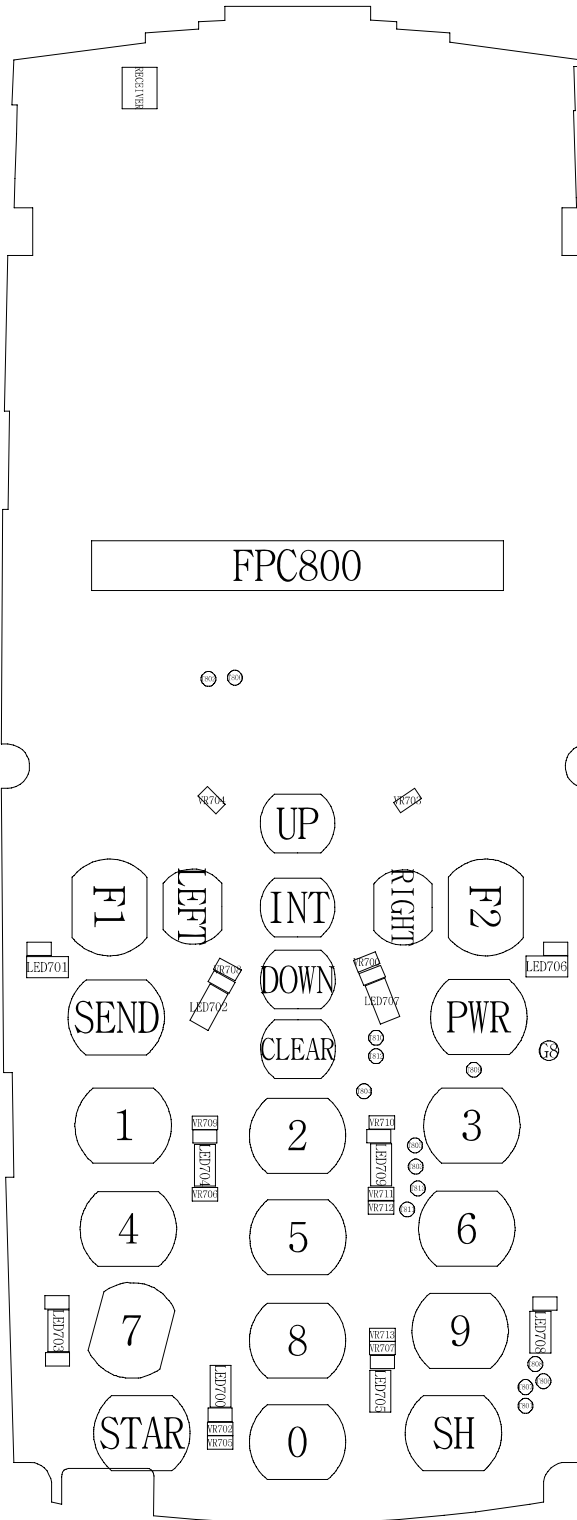 RECEIVER
FPC800
VR704
UP
F1
LEFT
INT
RIGHT
F2
LED701
DOWN
LED706
LED702
LED707
SEND
PWR
CLEAR
G8
1
VR709
2
VR710
3
LED704
LED709
VR706
VR711
VR712
4
5
6
LED703
7
8
VR713
VR707
9
LED708
LED700
LED705
STAR
VR702
VR705
0
SH